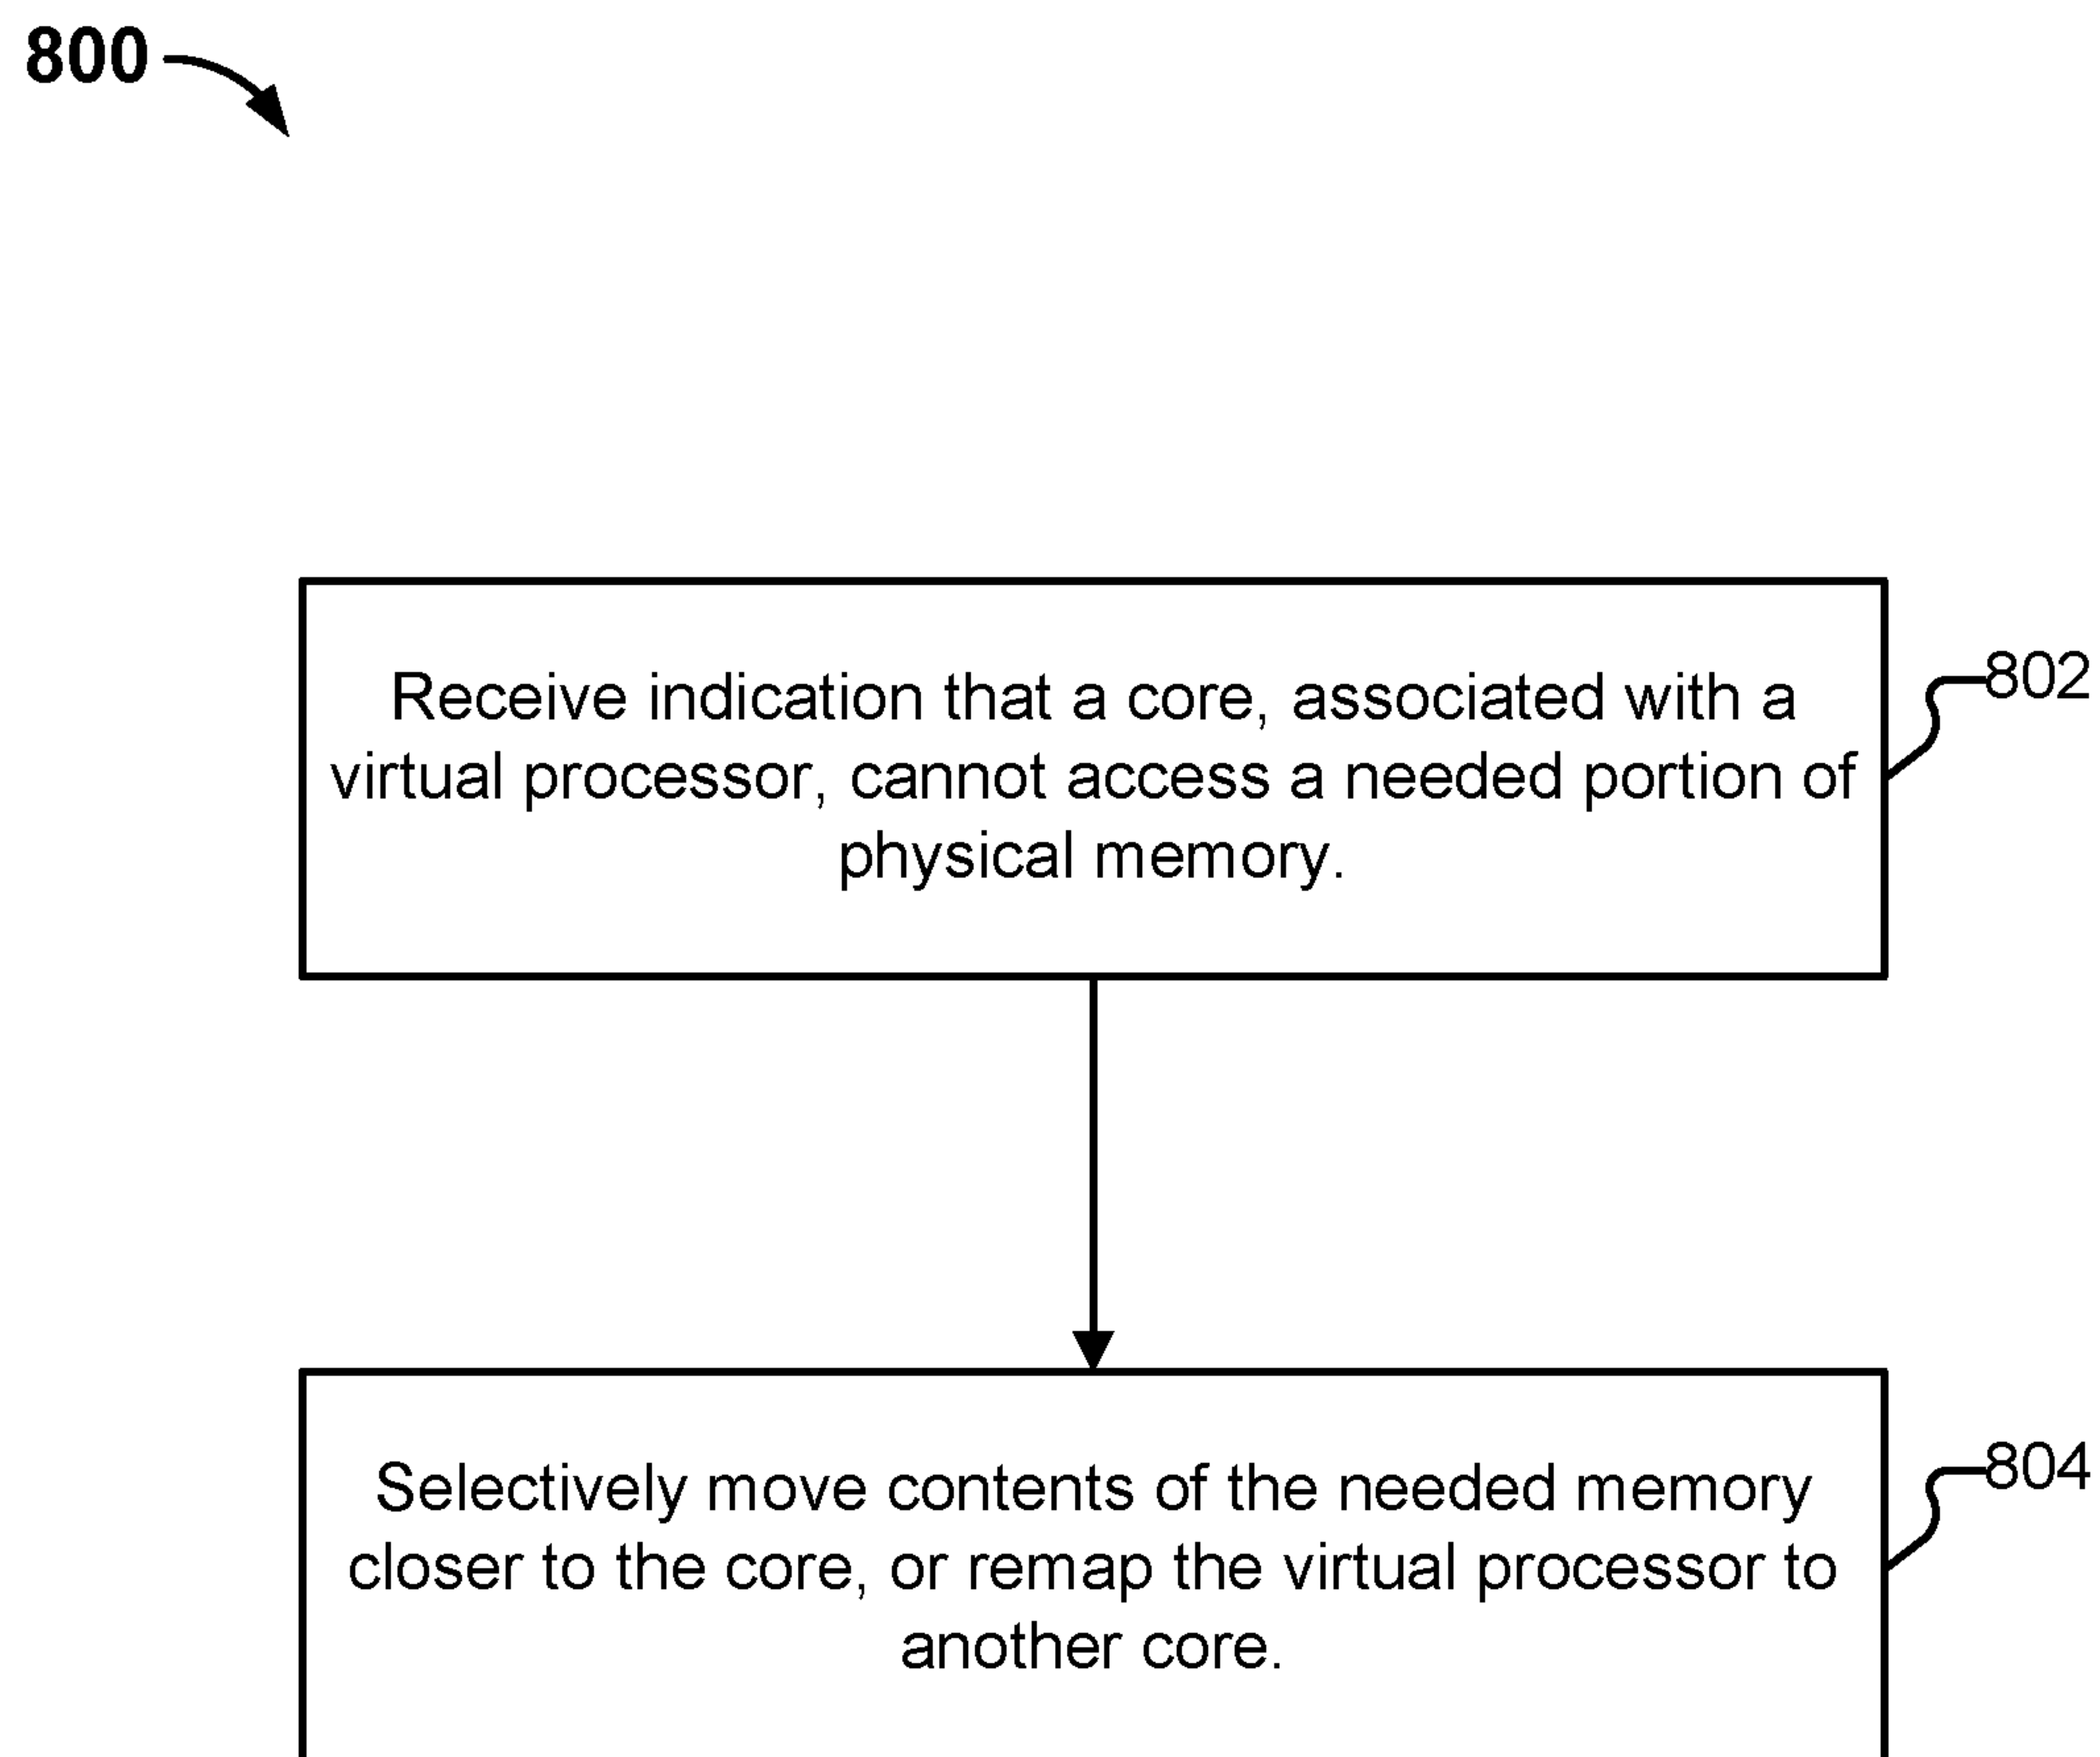 800
Receive indication that a core, associated with a
virtual processor, cannot access a needed portion of
physical memory.
802
Selectively move contents of the needed memory
closer to the core, or remap the virtual processor to
another core.
804